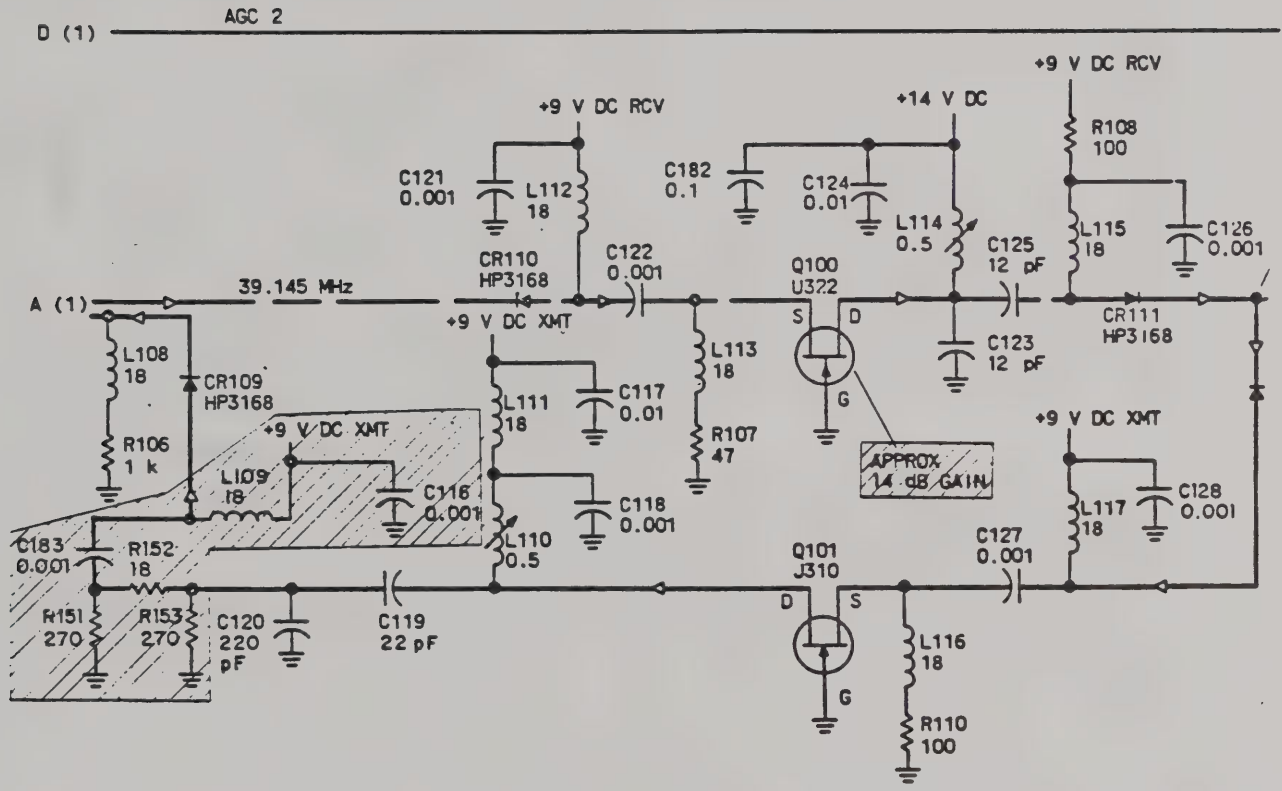 AGC 2
D (1)
+9 V DC RCV
+9 V DC RCV
+14 V DC
R108
100
C121
0.001
L112
18
C182
0.1
C124
0.01
L114
0.5
C125
12 pF
L115
18
C126
0.001
CR110
HP3168
C122
0.001
Q100
U322
39.145 MHz
A (1)
+9 V DC XMT
S
D
CR111
HP3168
C123
12 pF
L108
18
CR109
HP3168
L113
18
G
L111
18
C117
0.01
+9 V DC XMT
+9 V DC XMT
R106
1 k
R107
47
APPROX
14 dB GAIN
L109
18
C116
0.001
C118
0.001
L110
0.5
L117
18
C128
0.001
C183
0.001
R152
18
Q101
J310
C127
0.001
D
S
R151
270
R153
270
C120
220
pF
C119
22 pF
L116
18
G
R110
100